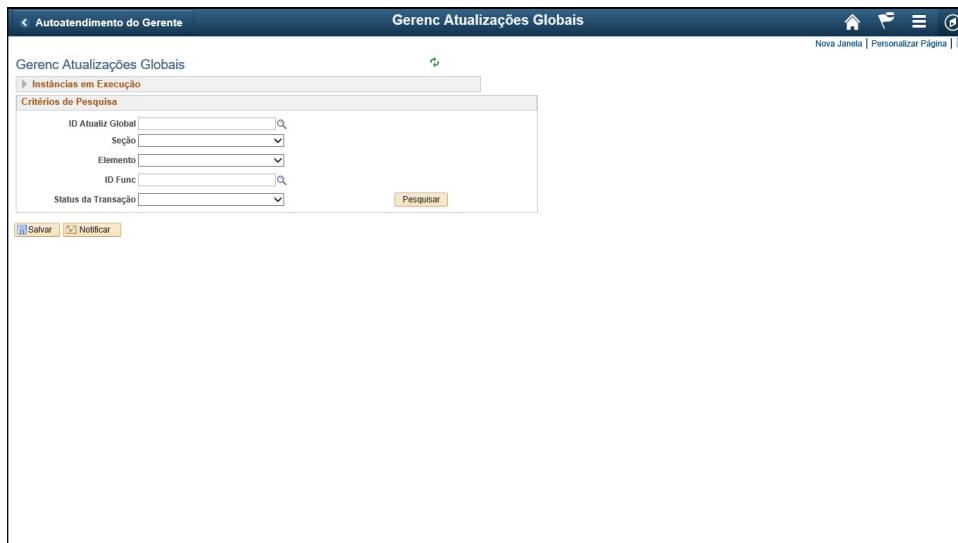 Autoatendimento do Gerente
Gerenc Atualizações Globais
Nova Janela | Personalizar Página |
Gerenc Atualizações Globais
Instâncias em Execução
Critérios de Pesquisa
ID Atualiz Global
Seção
Elemento
ID Func
Status da Transação
Pesquisar
Salvar
Notificar